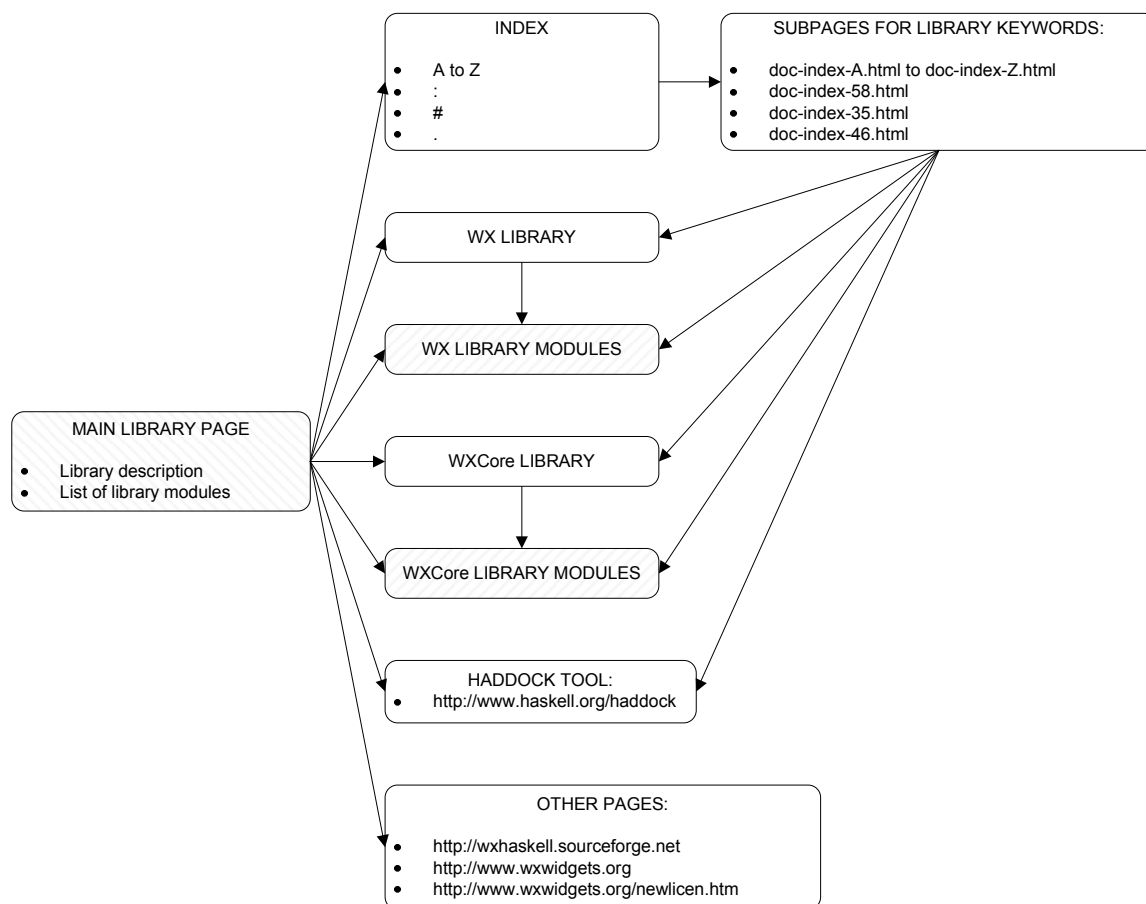 INDEX
A to Z
:
#
.
SUBPAGES FOR LIBRARY KEYWORDS:
doc-index-A.html to doc-index-Z.html
doc-index-58.html
doc-index-35.html
doc-index-46.html
WX LIBRARY
WX LIBRARY MODULES
MAIN LIBRARY PAGE
Library description
List of library modules
WXCore LIBRARY
WXCore LIBRARY MODULES
HADDOCK TOOL:
http://www.haskell.org/haddock
OTHER PAGES:
http://wxhaskell.sourceforge.net
http://www.wxwidgets.org
http://www.wxwidgets.org/newlicen.htm